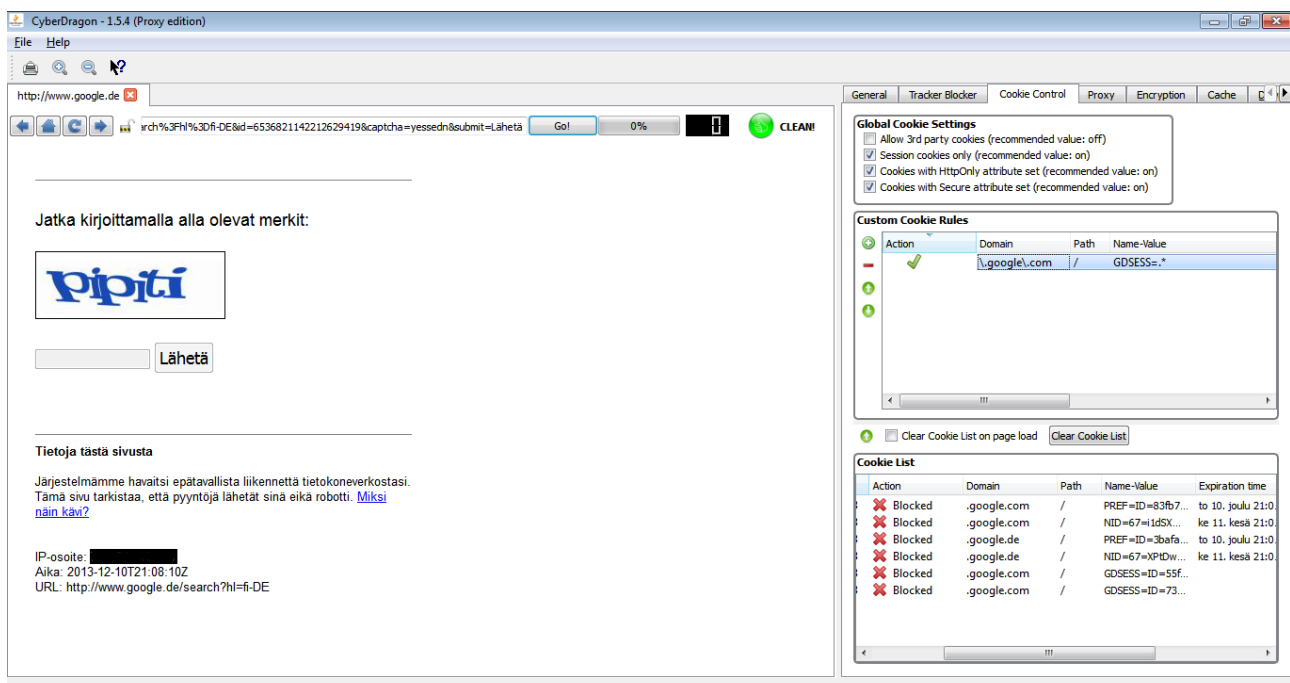 CyberDragon - 1.5.4 (Proxy edition)
File Help
http://www.google.de
arch%3Fhl%3Dfi-DE&id=6536821142212629419&captcha=yessedn&submit=Lähetä Go! 0% 0 CLEAN!
Jatka kirjoittamalla alla olevat merkit:
pipiti
Lähetä
Tietoja tästä sivusta
Järjestelmämme havaitsi epätavallista liikennettä tietokoneverkostasi.
Tämä sivu tarkistaa, että pyyntöjä lähetät sinä eikä robotti. Miksi
näin kävi?
IP-osoite:
Aika: 2013-12-10T21:08:10Z
URL: http://www.google.de/search?hl=fi-DE
General Tracker Blocker Cookie Control Proxy Encryption Cache
Global Cookie Settings
Allow 3rd party cookies (recommended value: off)
Session cookies only (recommended value: on)
Cookies with HttpOnly attribute set (recommended value: on)
Cookies with Secure attribute set (recommended value: on)
Custom Cookie Rules
Action Domain Path Name-Value
\.google\.com / GDSESS=.*
Clear Cookie List on page load Clear Cookie List
Cookie List
Action Domain Path Name-Value Expiration time
Blocked .google.com / PREF=ID=83fb7... to 10. joulu 21:0
Blocked .google.com / NID=67=i1dSX... ke 11. kesä 21:0
Blocked .google.de / PREF=ID=3bafa... to 10. joulu 21:0
Blocked .google.de / NID=67=XPtDw... ke 11. kesä 21:0
Blocked .google.com / GDSESS=ID=55f...
Blocked .google.com / GDSESS=ID=73...